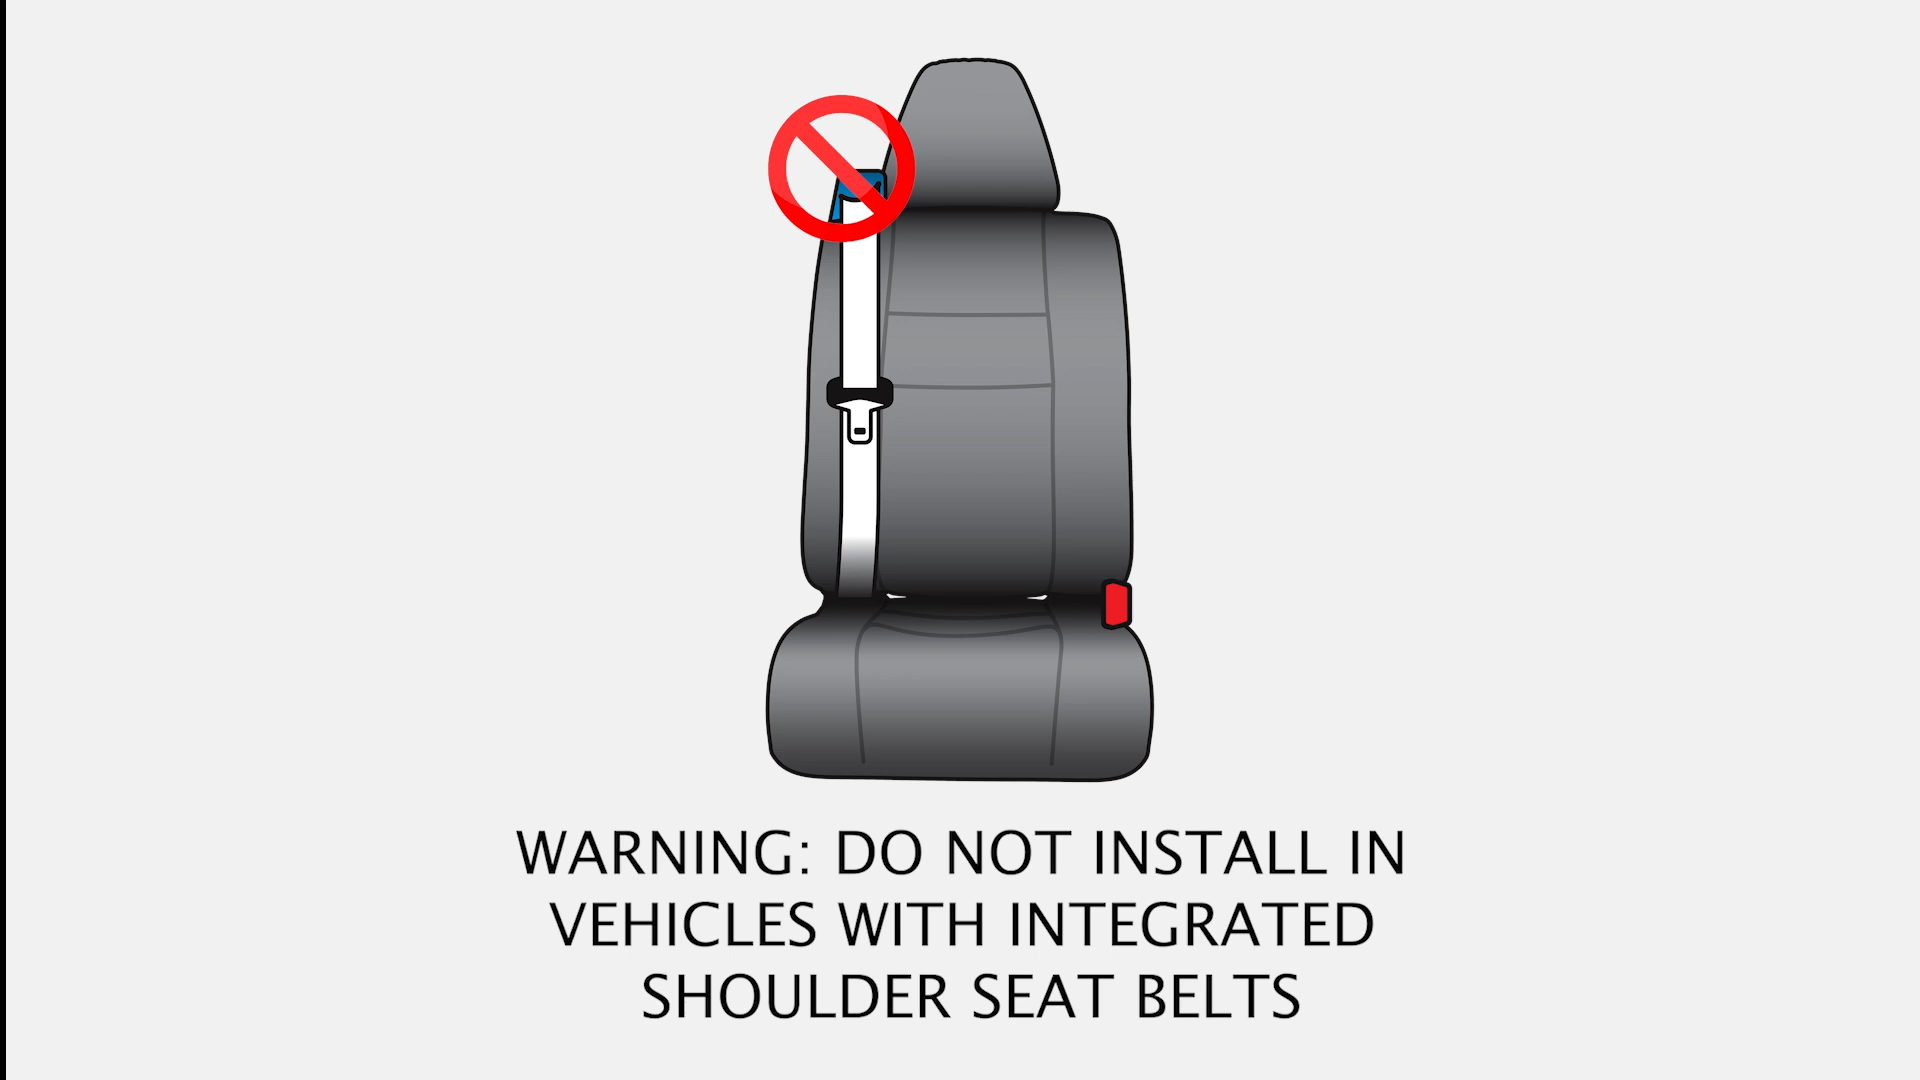 WARNING: DO NOT INSTALL IN
VEHICLES WITH INTEGRATED
SHOULDER SEAT BELTS